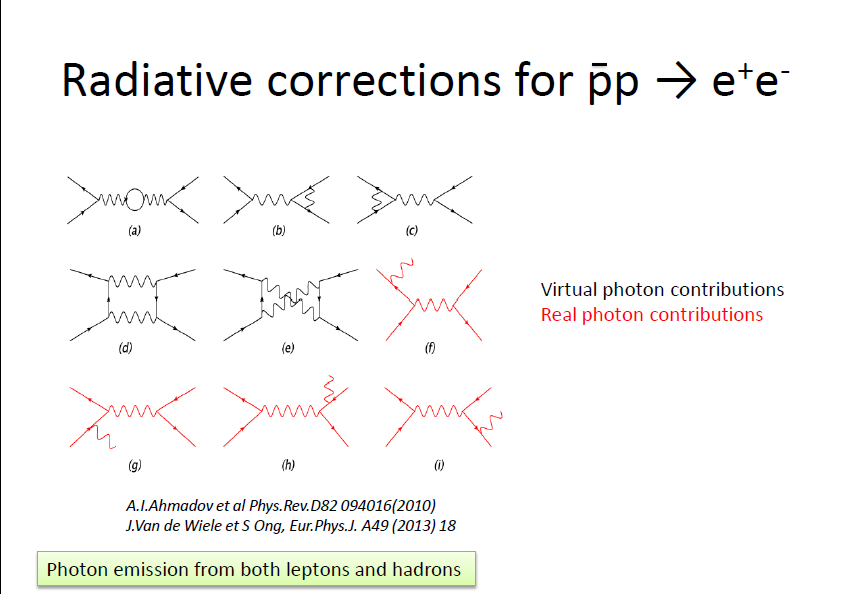 Radiative corrections for p̄p → e⁺e⁻
(a)
(b)
(c)
(d)
(e)
(f)
Virtual photon contributions
Real photon contributions
(g)
(h)
(i)
A.I.Ahmadov et al Phys.Rev.D82 094016(2010)
J.Van de Wiele et S Ong, Eur.Phys.J. A49 (2013) 18
Photon emission from both leptons and hadrons